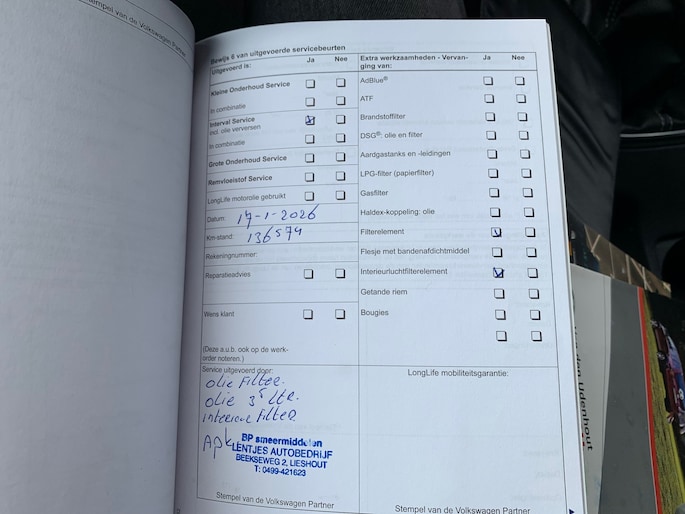 Stempel van de Volkswagen Partner
Bewijs 6 van uitgevoerde servicebeurten
Uitgevoerd is: Ja Nee
Kleine Onderhoud Service
In combinatie
Interval Service
incl. olie verversen
In combinatie
Grote Onderhoud Service
Remvloeistof Service
LongLife motorolie gebruikt
Datum: 17-1-2026
Km-stand: 136574
Rekeningnummer:
Reparatieadvies
Wens klant
(Deze a.u.b. ook op de werk-
order noteren.)
Extra werkzaamheden - Vervan-
ging van: Ja Nee
AdBlue®
ATF
Brandstoffilter
DSG®: olie en filter
Aardgastanks en -leidingen
LPG-filter (papierfilter)
Gasfilter
Haldex-koppeling: olie
Filterelement
Flesje met bandenafdichtmiddel
Interieurluchtfilterelement
Getande riem
Bougies
Service uitgevoerd door:
olie Filter.
olie 3⁵ Ltr.
interieur Filter
Apk
BP smeermiddelen
LENTJES AUTOBEDRIJF
BEEKSEWEG 2, LIESHOUT
T: 0499-421623
Stempel van de Volkswagen Partner
LongLife mobiliteitsgarantie:
Stempel van de Volkswagen Partner
den Udenhout